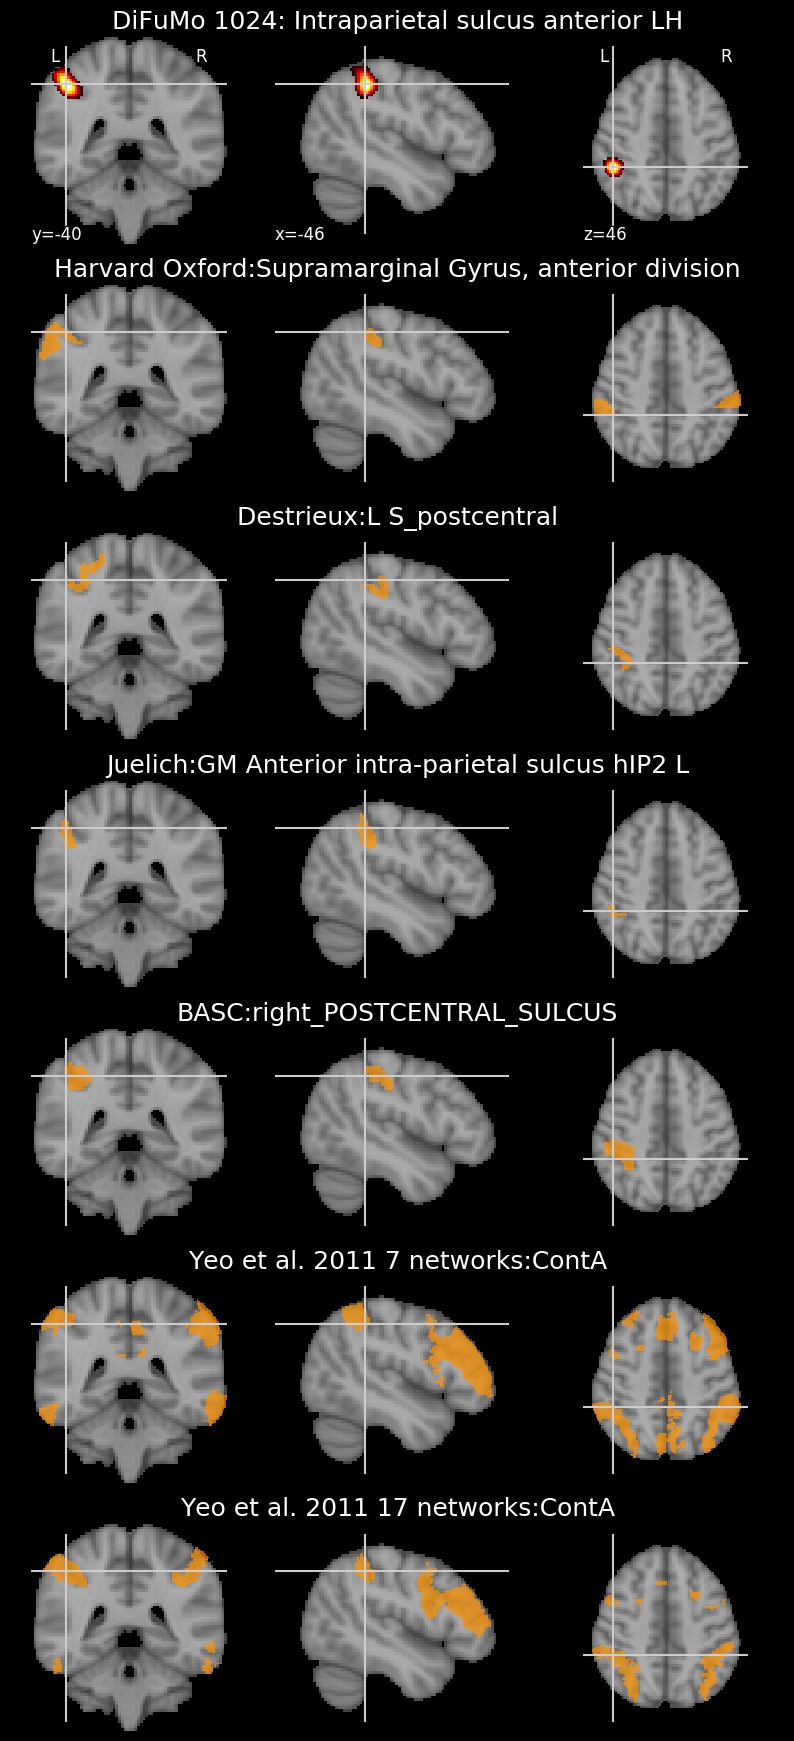 DiFuMo 1024: Intraparietal sulcus anterior LH
L R L R
y=-40 x=-46 z=46
Harvard Oxford:Supramarginal Gyrus, anterior division
Destrieux:L S_postcentral
Juelich:GM Anterior intra-parietal sulcus hIP2 L
BASC:right_POSTCENTRAL_SULCUS
Yeo et al. 2011 7 networks:ContA
Yeo et al. 2011 17 networks:ContA